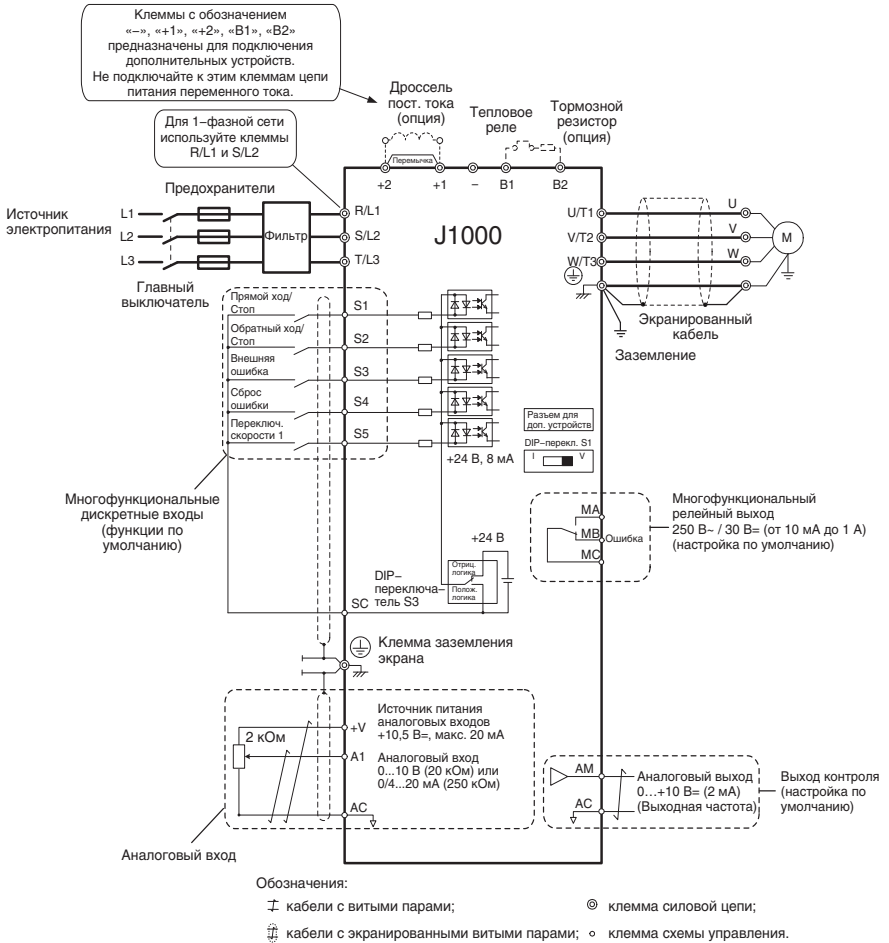 Клеммы с обозначением
«–», «+1», «+2», «B1», «B2»
предназначены для подключения
дополнительных устройств.
Не подключайте к этим клеммам цепи
питания переменного тока.
Дроссель
пост. тока
(опция)
Тепловое
реле
Тормозной
резистор
(опция)
Для 1–фазной сети
используйте клеммы
R/L1 и S/L2
Перемычка
+2
+1
–
B1
B2
Предохранители
Источник
электропитания
L1
L2
L3
Фильтр
R/L1
S/L2
T/L3
J1000
U/T1
V/T2
W/T3
U
V
W
M
Главный
выключатель
Экранированный
кабель
Заземление
Прямой ход/
Стоп
S1
Обратный ход/
Стоп
S2
Внешняя
ошибка
S3
Сброс
ошибки
S4
Переключ.
скорости 1
S5
+24 В, 8 мА
Разъем для
доп. устройств
DIP–перекл. S1
I
V
Многофункциональные
дискретные входы
(функции по
умолчанию)
MA
MB
MC
Ошибка
Многофункциональный
релейный выход
250 В~ / 30 В= (от 10 мА до 1 А)
(настройка по умолчанию)
+24 В
Отриц.
логика
Полож.
логика
DIP–
переключа–
тель S3
SC
Клемма заземления
экрана
2 кОм
+V
Источник питания
аналоговых входов
+10,5 В=, макс. 20 мА
A1
Аналоговый вход
0...10 В (20 кОм) или
0/4...20 мА (250 кОм)
AC
Аналоговый вход
AM
AC
Аналоговый выход
0…+10 В= (2 мА)
(Выходная частота)
Выход контроля
(настройка по
умолчанию)
Обозначения:
кабели с витыми парами;
клемма силовой цепи;
кабели с экранированными витыми парами;
клемма схемы управления.